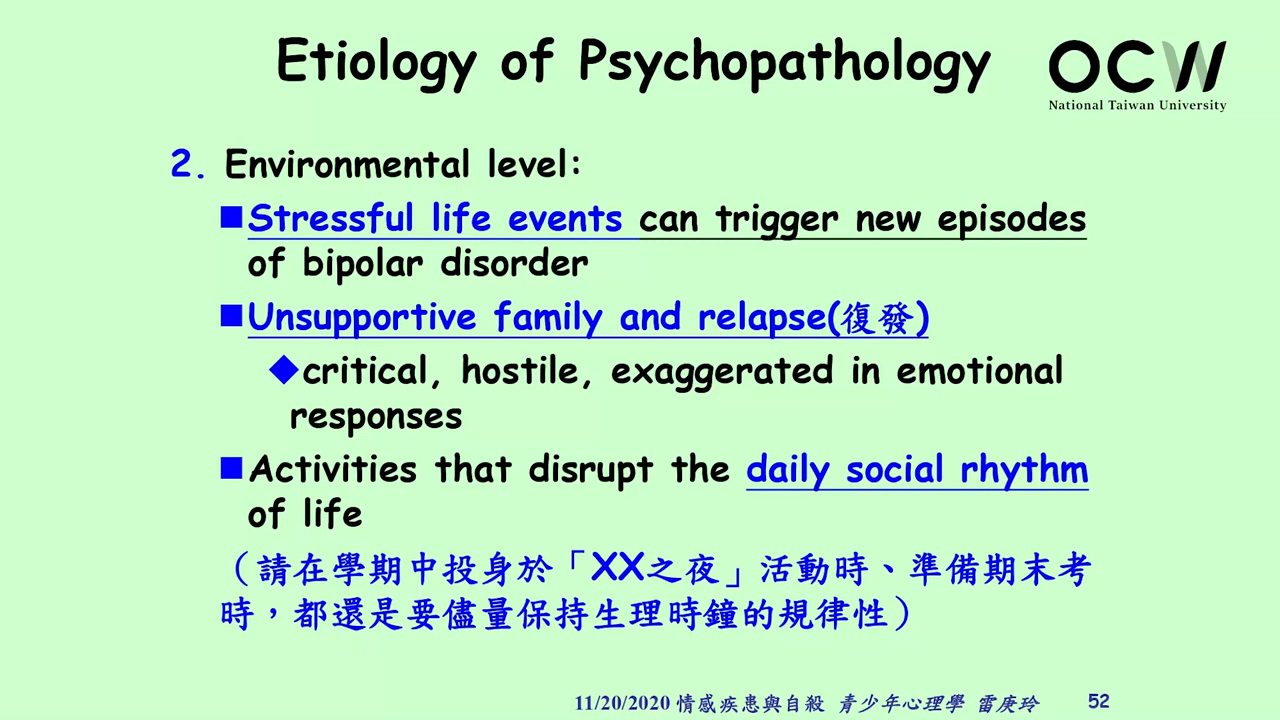 Etiology of Psychopathology
OCW
National Taiwan University
2. Environmental level:
Stressful life events can trigger new episodes
of bipolar disorder
Unsupportive family and relapse(復發)
critical, hostile, exaggerated in emotional
responses
Activities that disrupt the daily social rhythm
of life
（請在學期中投身於「XX之夜」活動時、準備期末考
時，都還是要儘量保持生理時鐘的規律性）
11/20/2020 情感疾患與自殺 青少年心理學 雷庚玲 52